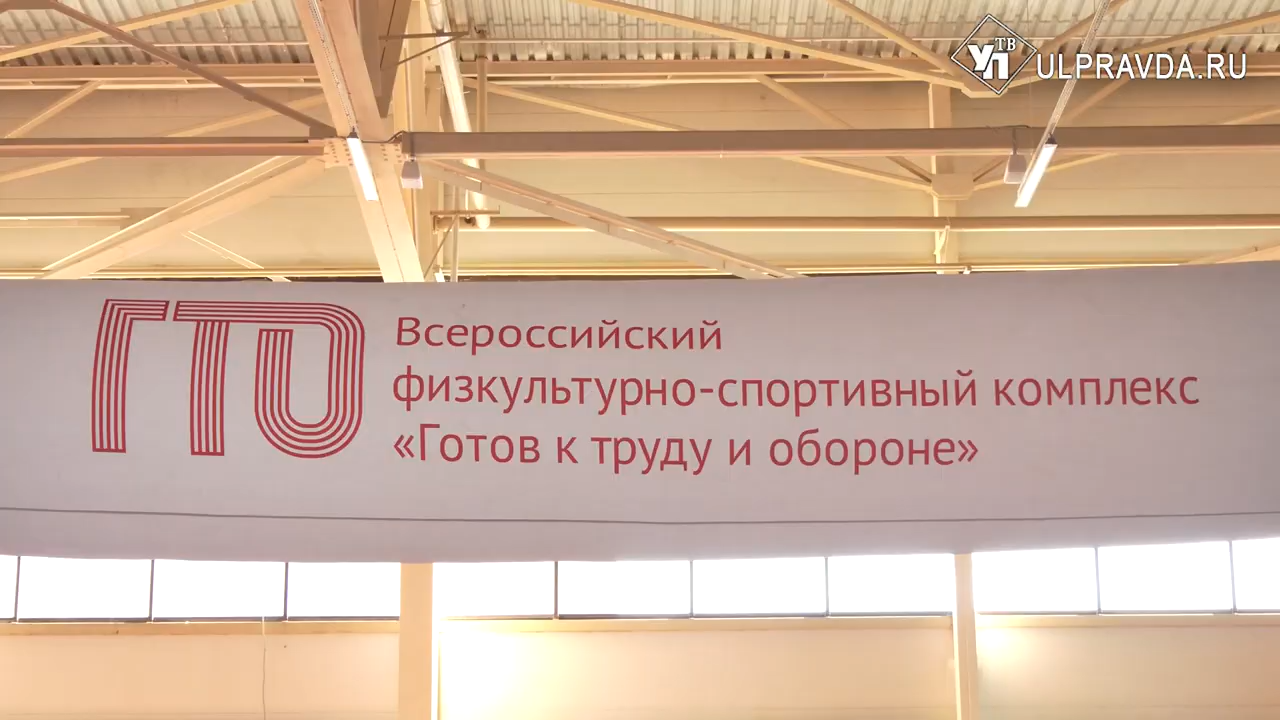 УП ТВ ULPRAVDA.RU
ГТО
Всероссийский
физкультурно-спортивный комплекс
«Готов к труду и обороне»